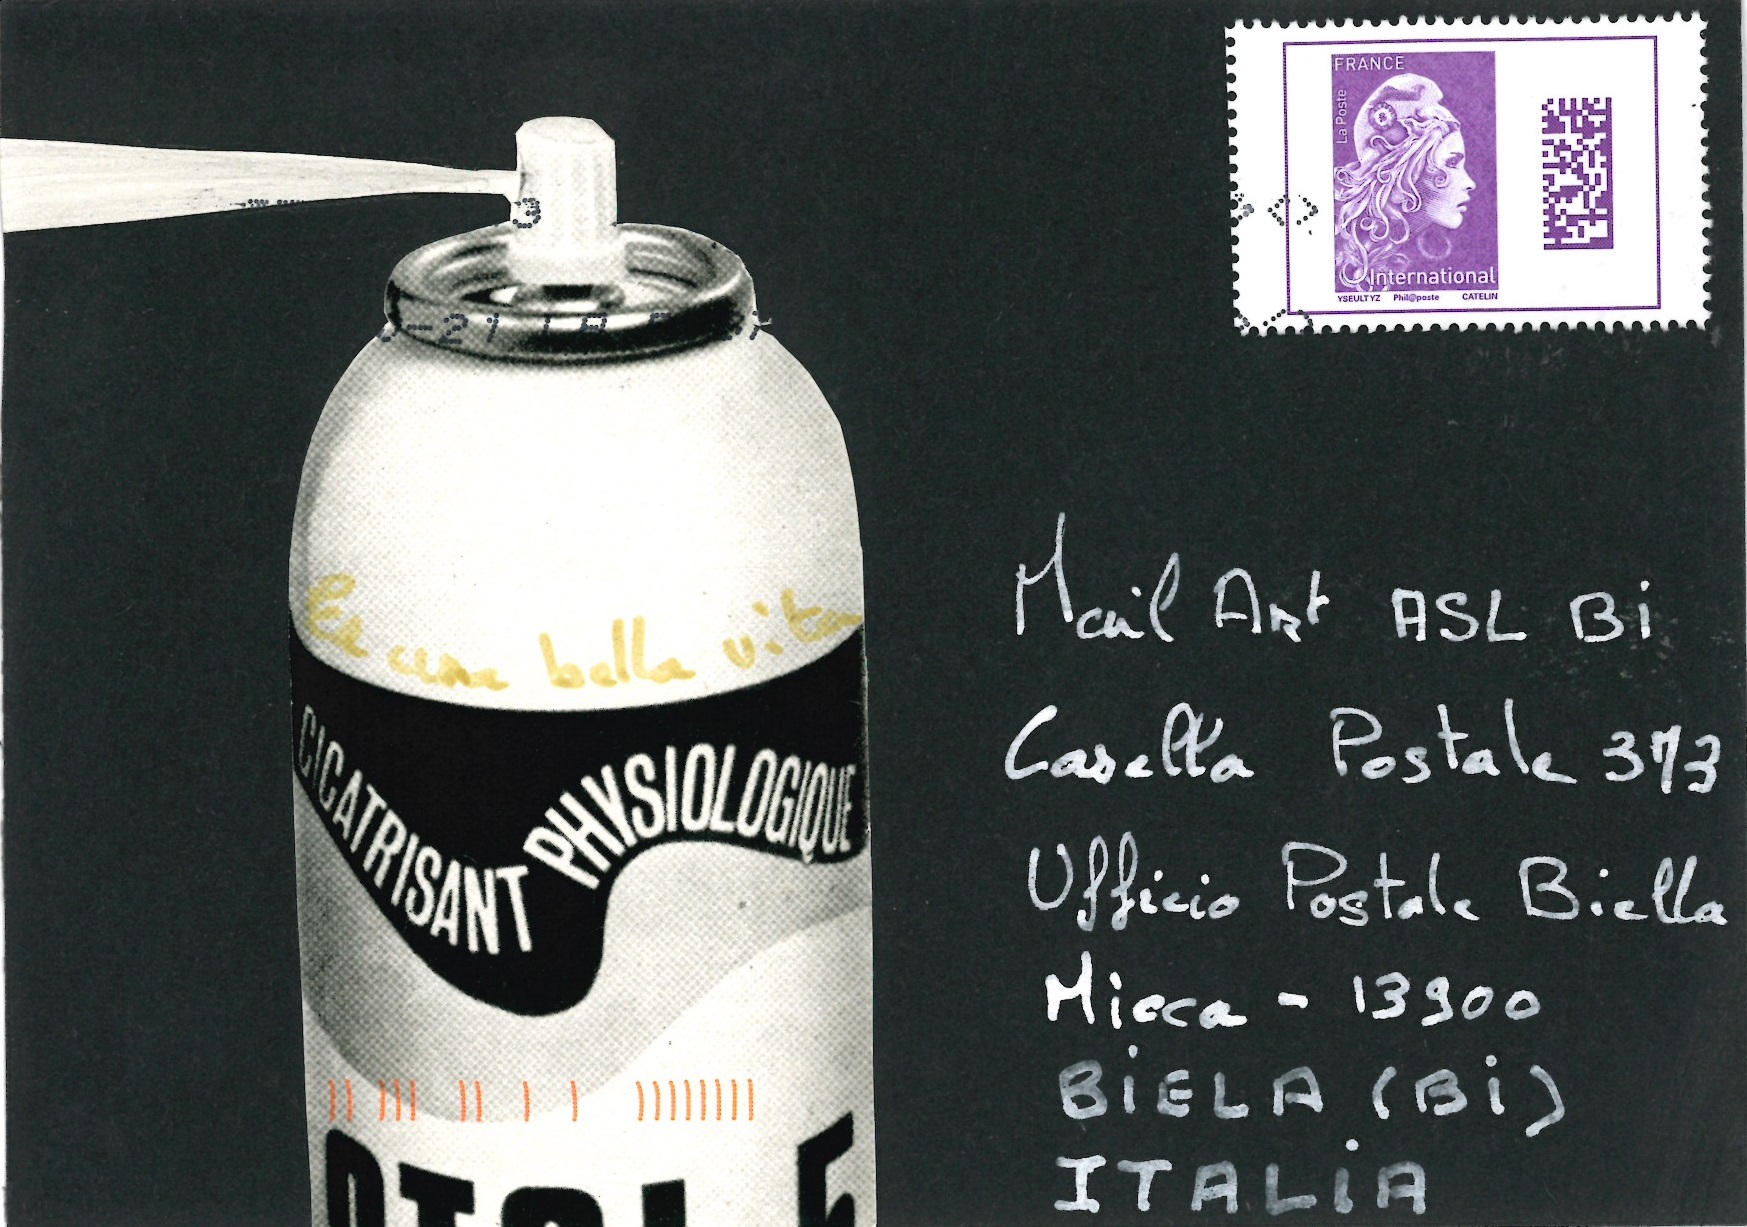 FRANCE
La Poste
International
YSEULTYZ Phil@poste CATELIN
Mail Art ASL Bi
Casella Postale 373
Ufficio Postale Biella
Micca - 13900
BiELA (Bi)
ITALiA
una bella vita
CICATRISANT PHYSIOLOGIQUE